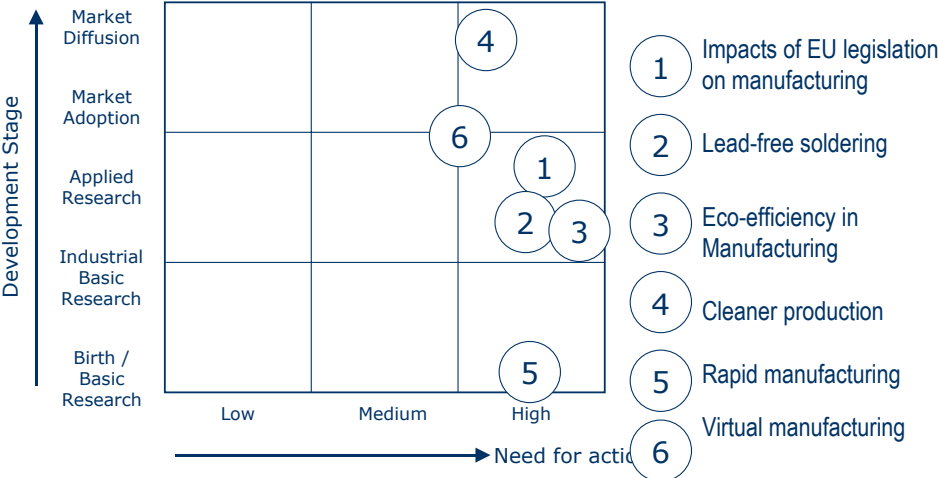 Market
Diffusion
Market
Adoption
Applied
Research
Industrial
Basic
Research
Birth /
Basic
Research
Development Stage
4
6
1
2
3
5
Low
Medium
High
Need for actio
1
Impacts of EU legislation
on manufacturing
2
Lead-free soldering
3
Eco-efficiency in
Manufacturing
4
Cleaner production
5
Rapid manufacturing
6
Virtual manufacturing